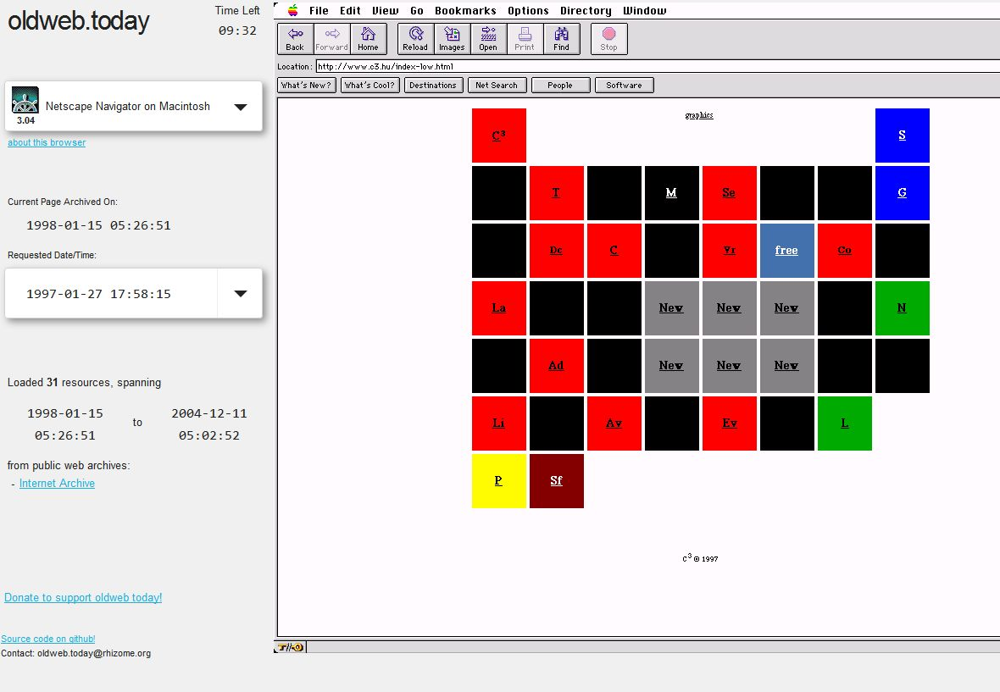 oldweb.today
Time Left
09:32
Netscape Navigator on Macintosh
3.04
about this browser
Current Page Archived On:
1998-01-15 05:26:51
Requested Date/Time:
1997-01-27 17:58:15
Loaded 31 resources, spanning
1998-01-15 to 2004-12-11
05:26:51 05:02:52
from public web archives:
- Internet Archive
Donate to support oldweb today!
Source code on github!
Contact: oldweb.today@rhizome.org
File Edit View Go Bookmarks Options Directory Window
Back Forward Home Reload Images Open Print Find Stop
Location: http://www.c3.hu/index-low.html
What's New? What's Cool? Destinations Net Search People Software
graphics
C³ S
T M Se G
Dc C Vr free Co
La New New New N
Ad New New New
Li Av Ev L
P Sf
C³ © 1997